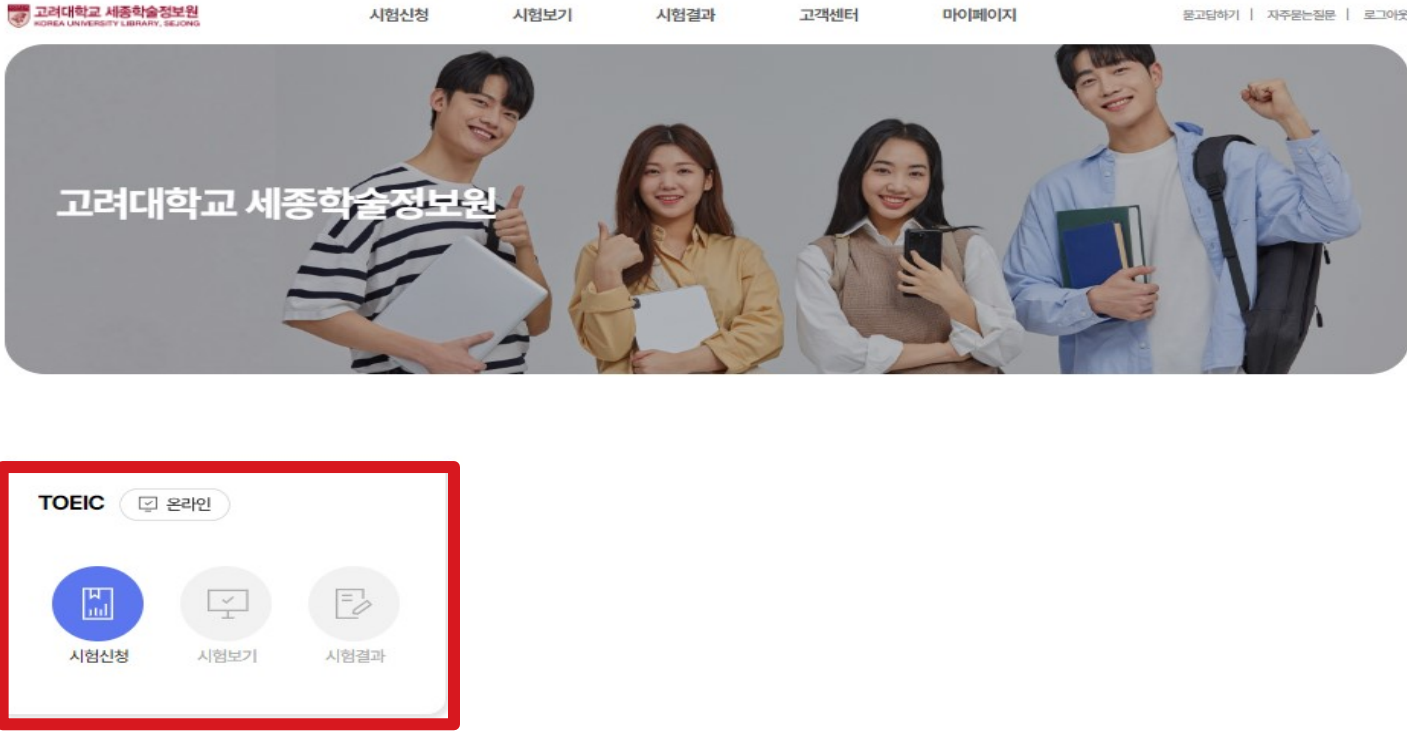 고려대학교 세종학술정보원
KOREA UNIVERSITY LIBRARY, SEJONG
시험신청 시험보기 시험결과 고객센터 마이페이지
묻고답하기 | 자주묻는질문 | 로그아웃
고려대학교 세종학술정보원
TOEIC 온라인
시험신청 시험보기 시험결과